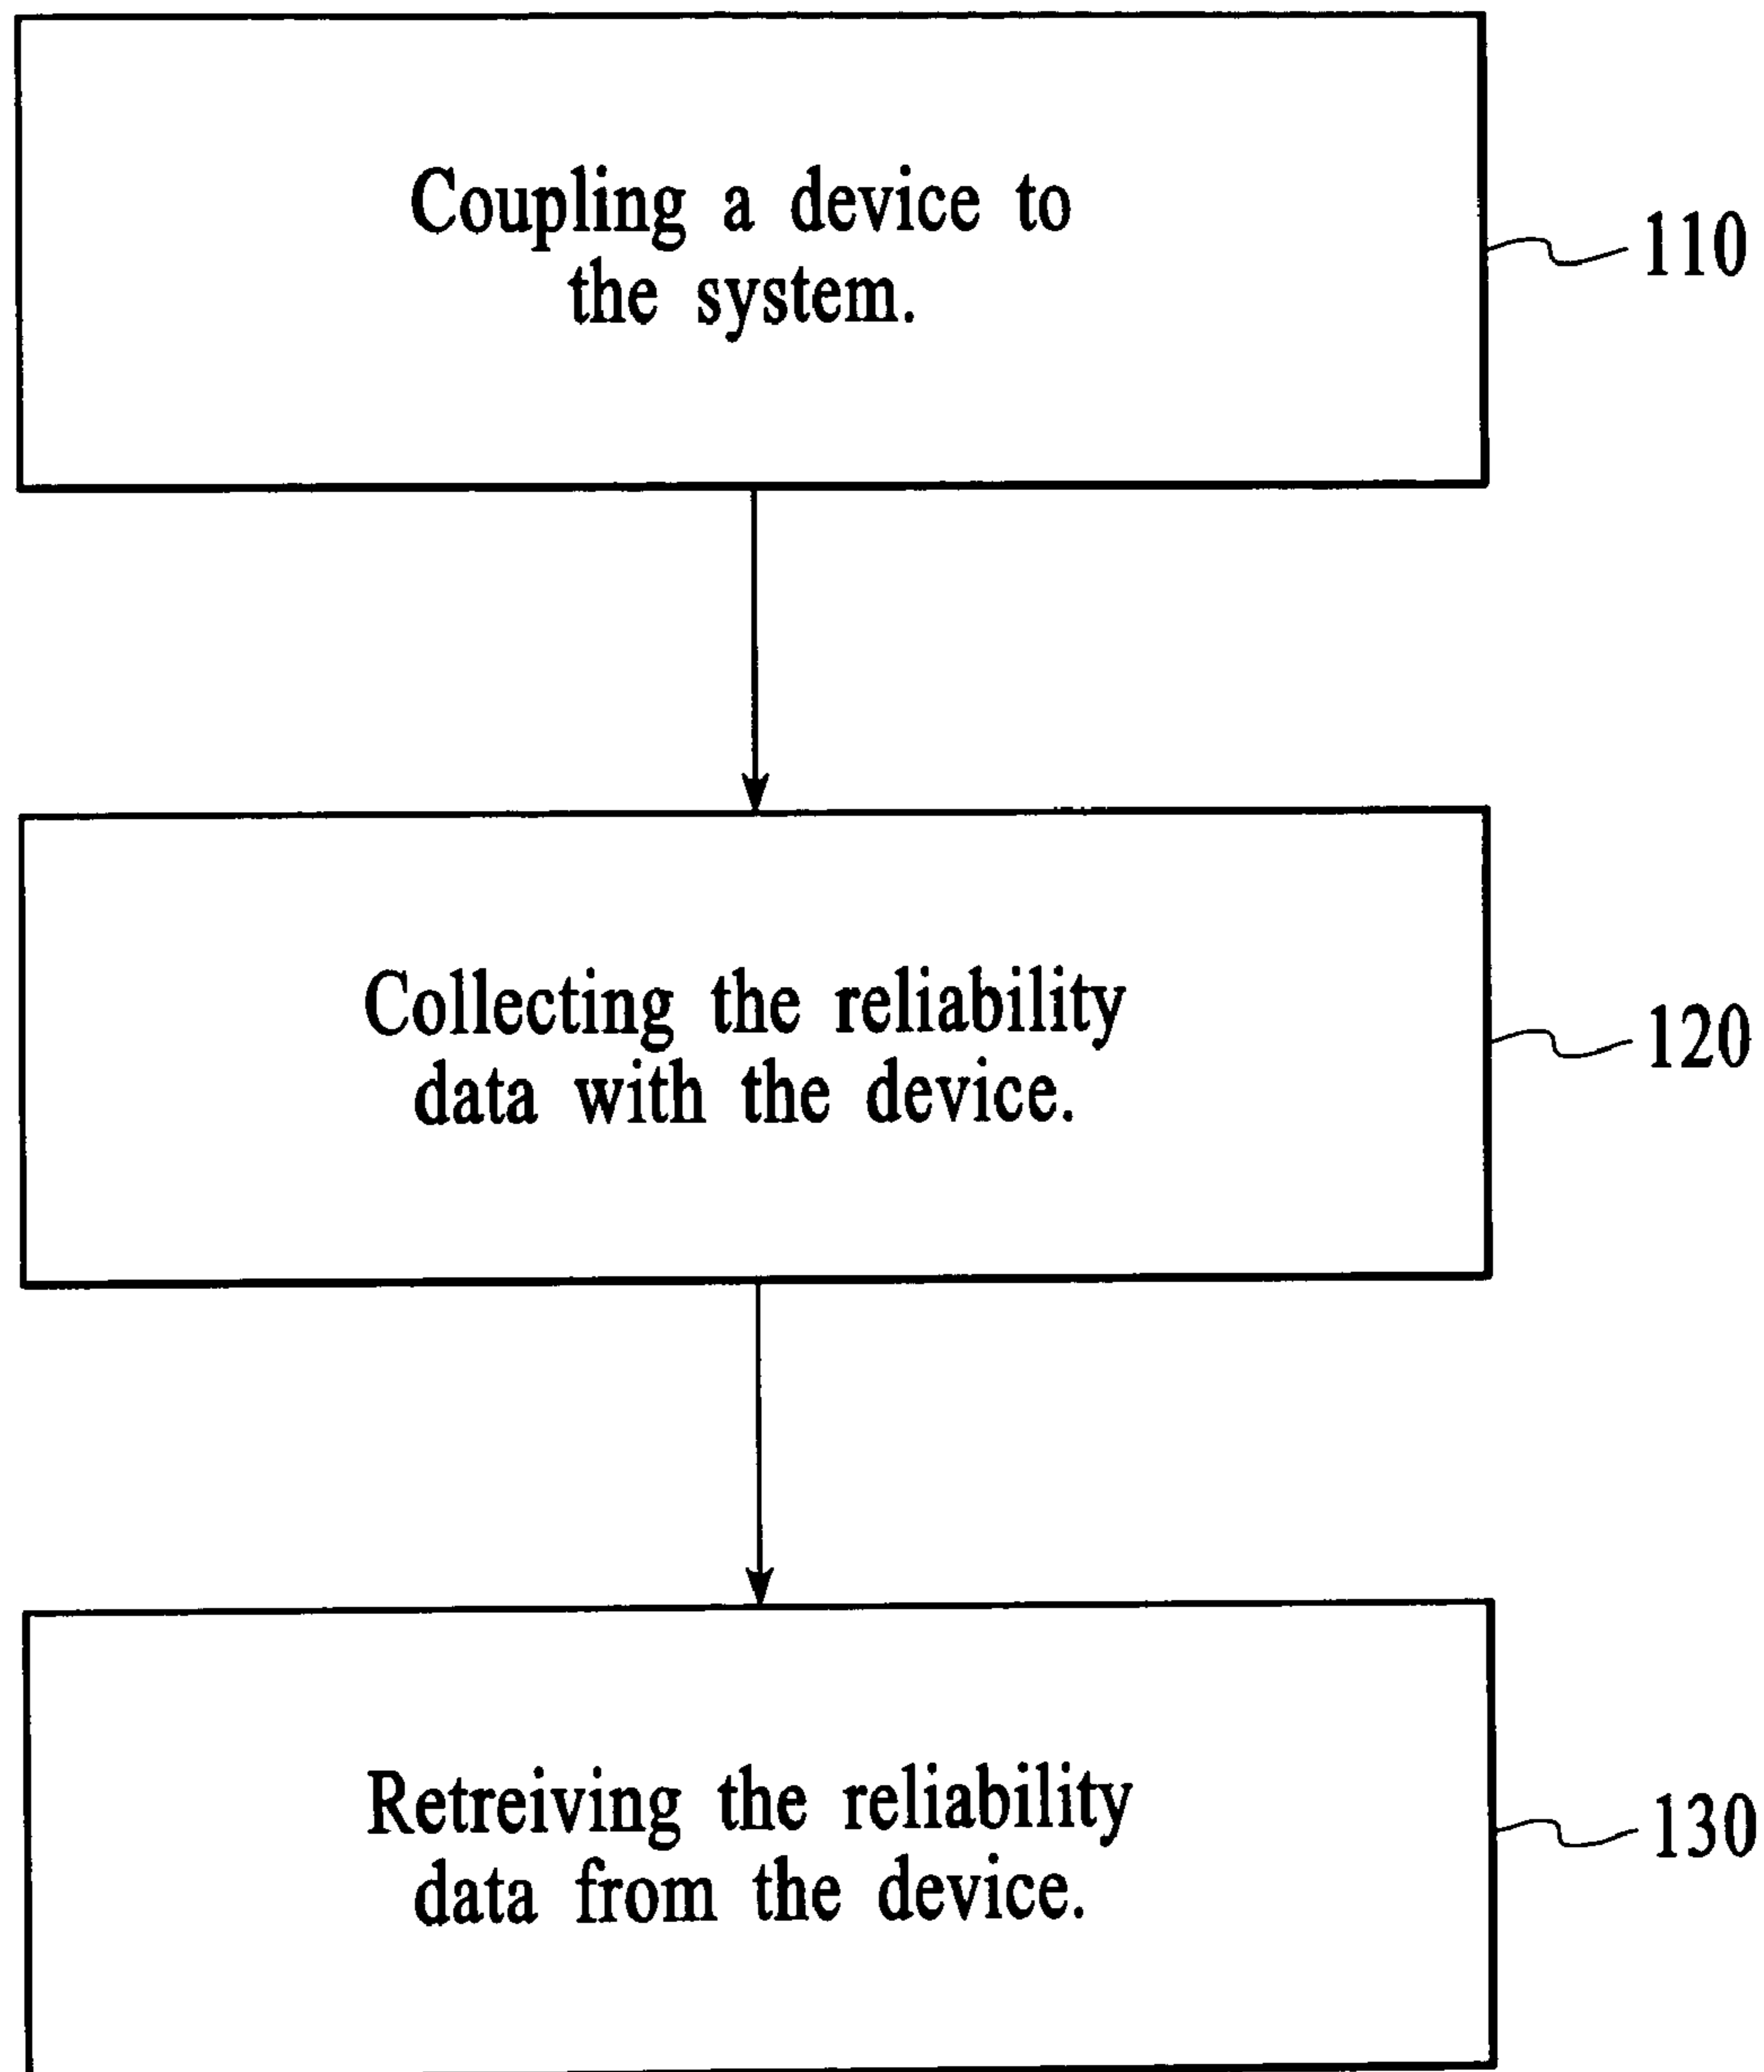 Coupling a device to
the system.
110
Collecting the reliability
data with the device.
120
Retreiving the reliability
data from the device.
130